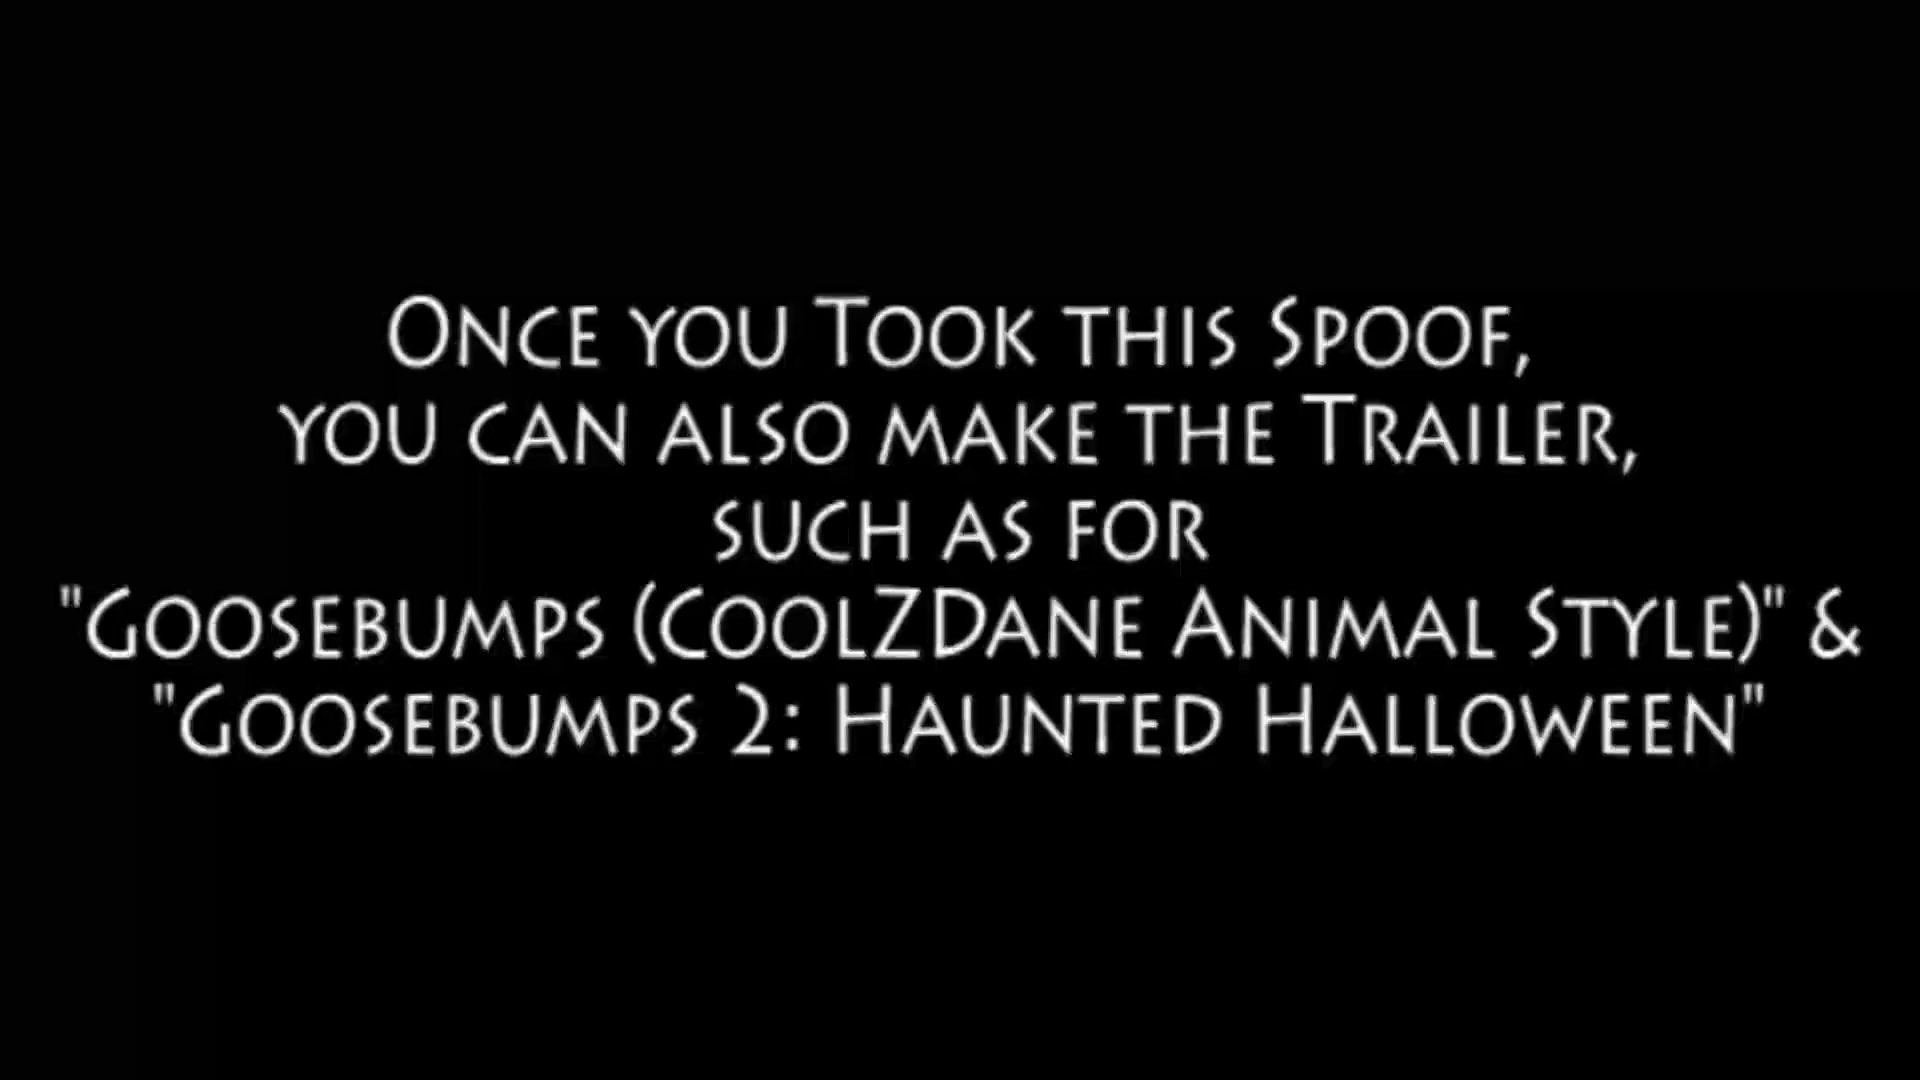 Once you Took this Spoof,
you can also make the Trailer,
such as for
"Goosebumps (CoolZDane Animal Style)" &
"Goosebumps 2: Haunted Halloween"